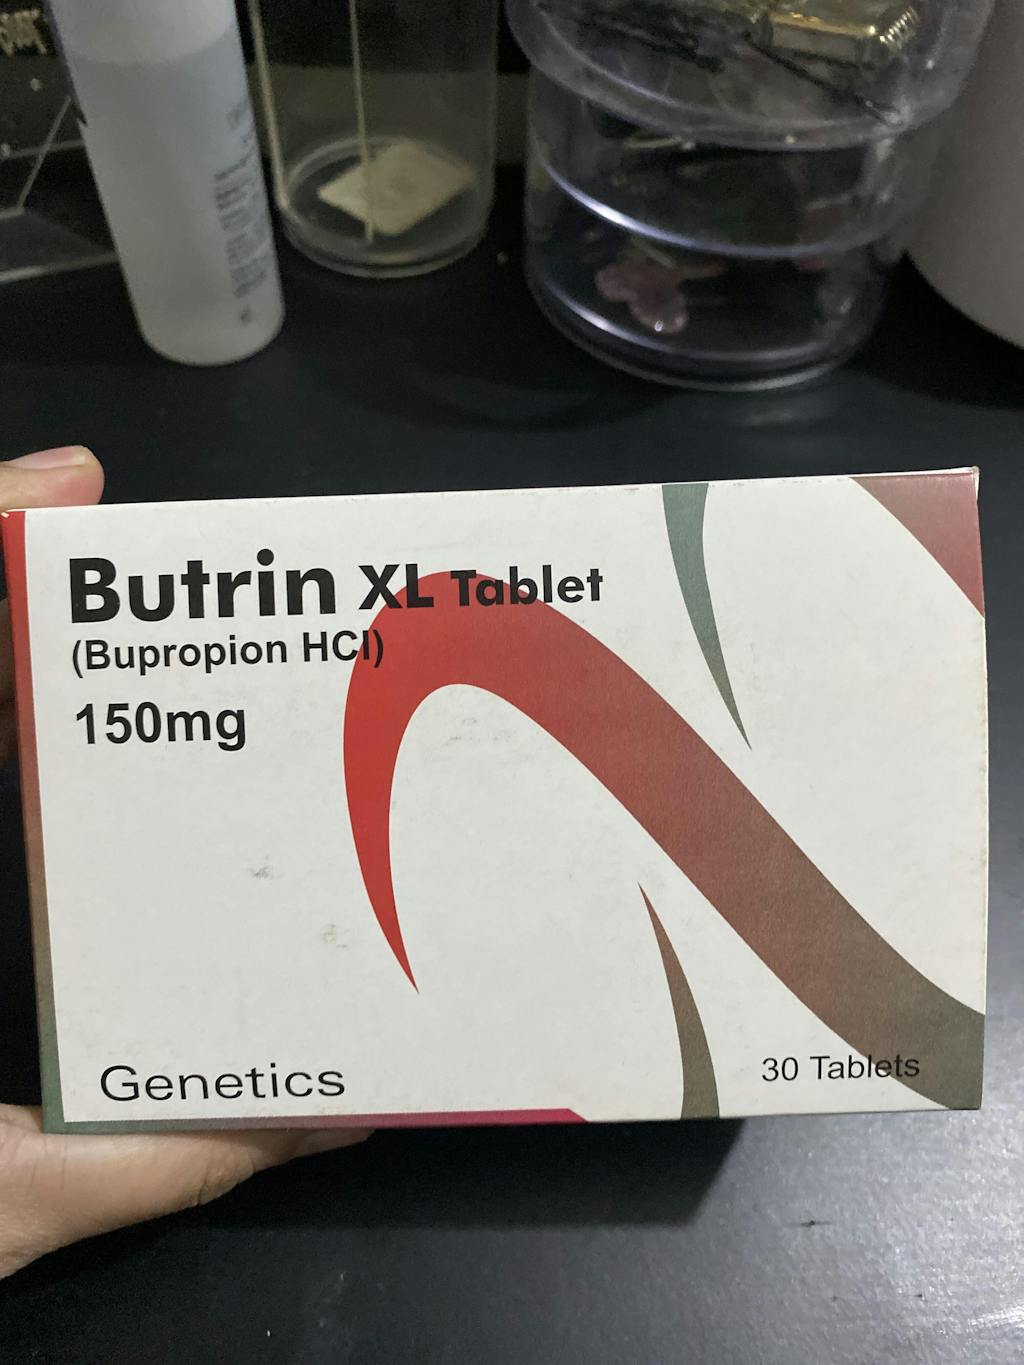 Butrin XL Tablet
(Bupropion HCl)
150mg
Genetics
30 Tablets